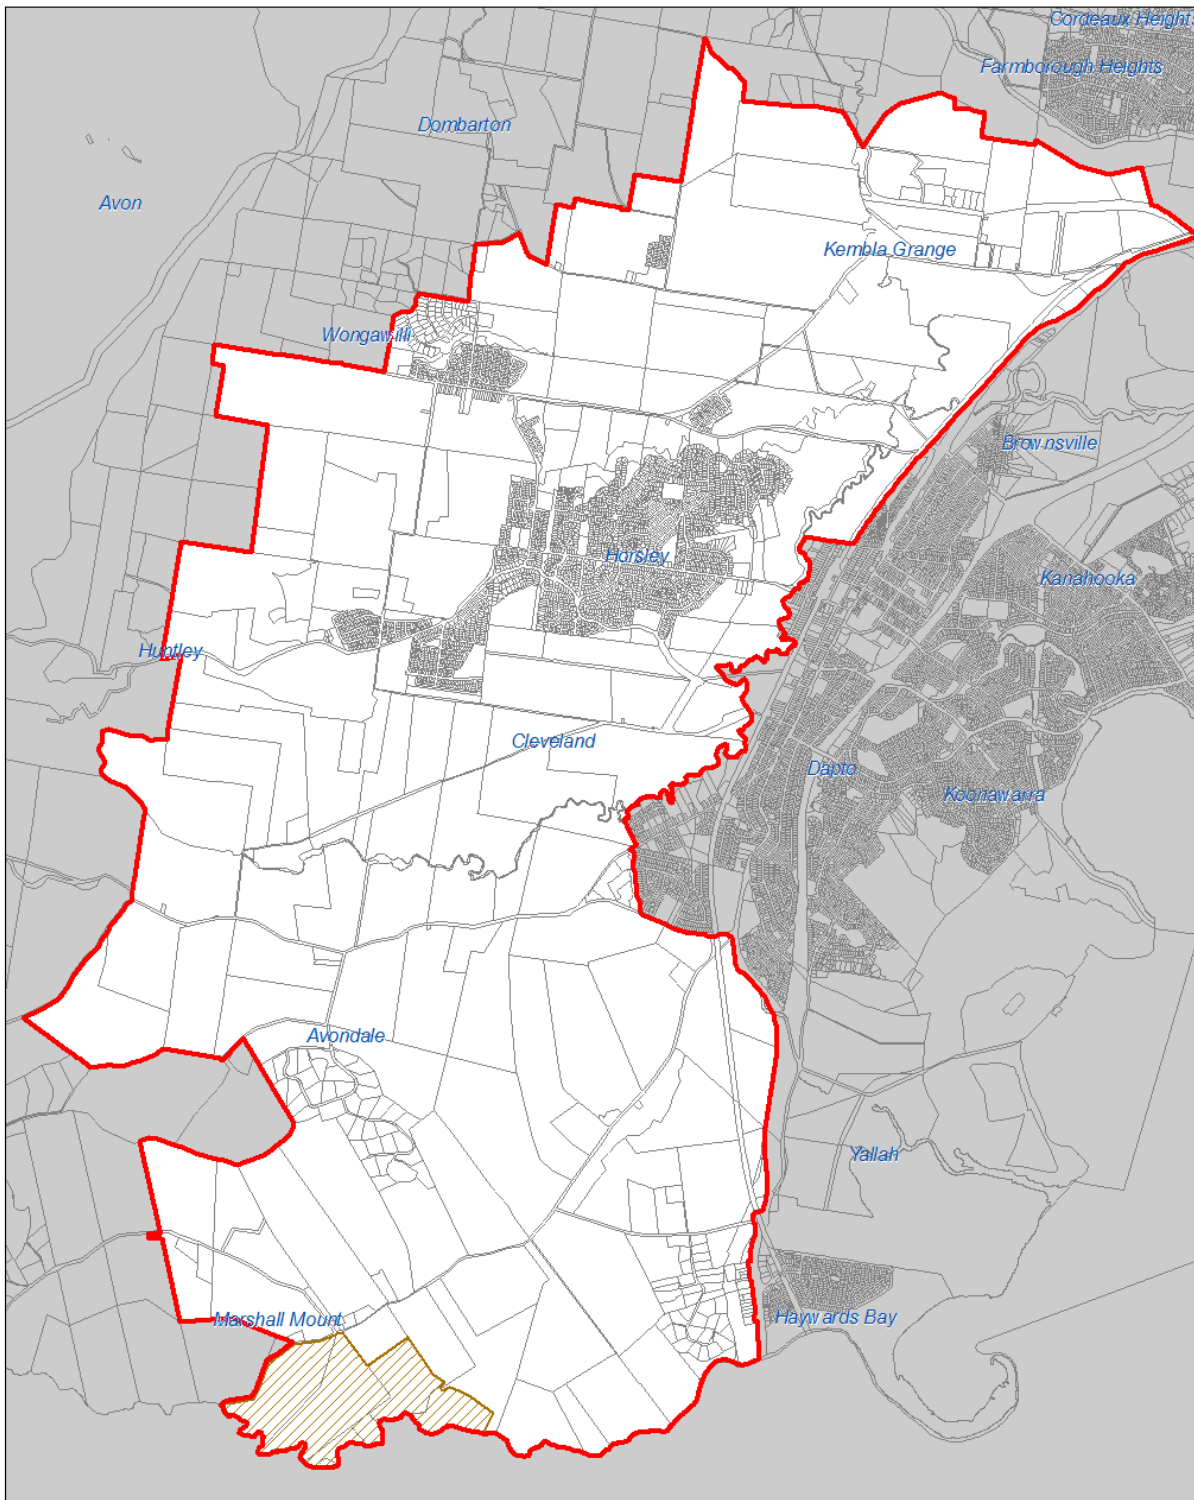 Cordeaux Heights
Farmborough Heights
Dombarton
Avon
Kembla Grange
Wongawilli
Brownsville
Horsley
Kanahooka
Huntley
Cleveland
Dapto
Koonawarra
Avondale
Yallah
Marshall Mount
Haywards Bay